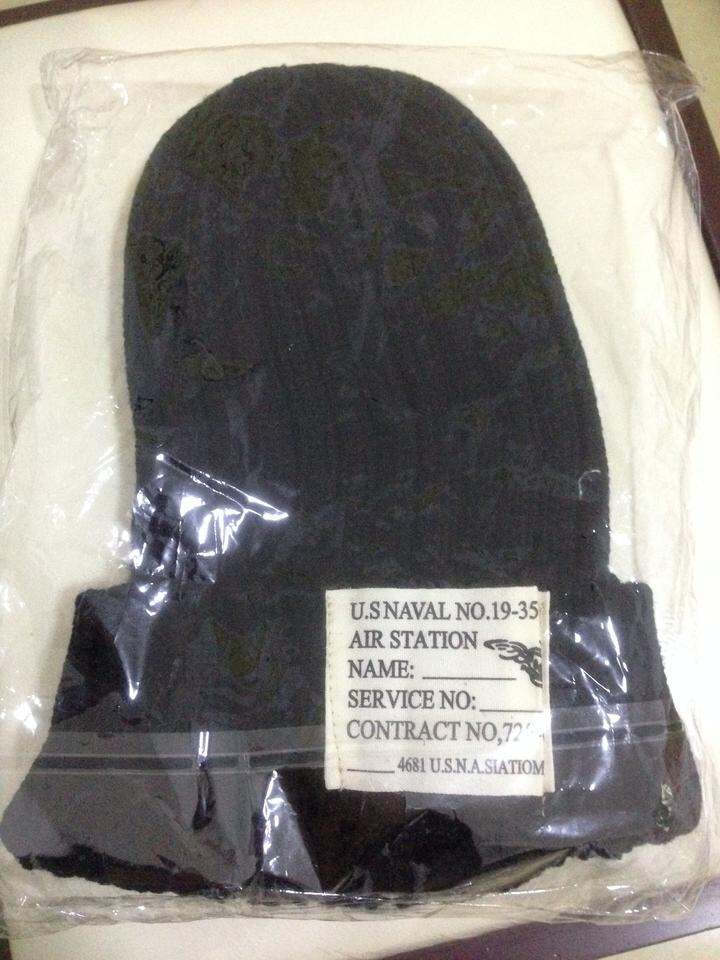 U.S NAVAL NO.19-35
AIR STATION
NAME:
SERVICE NO:
CONTRACT NO,72
4681 U.S.N.A.SIATIOM